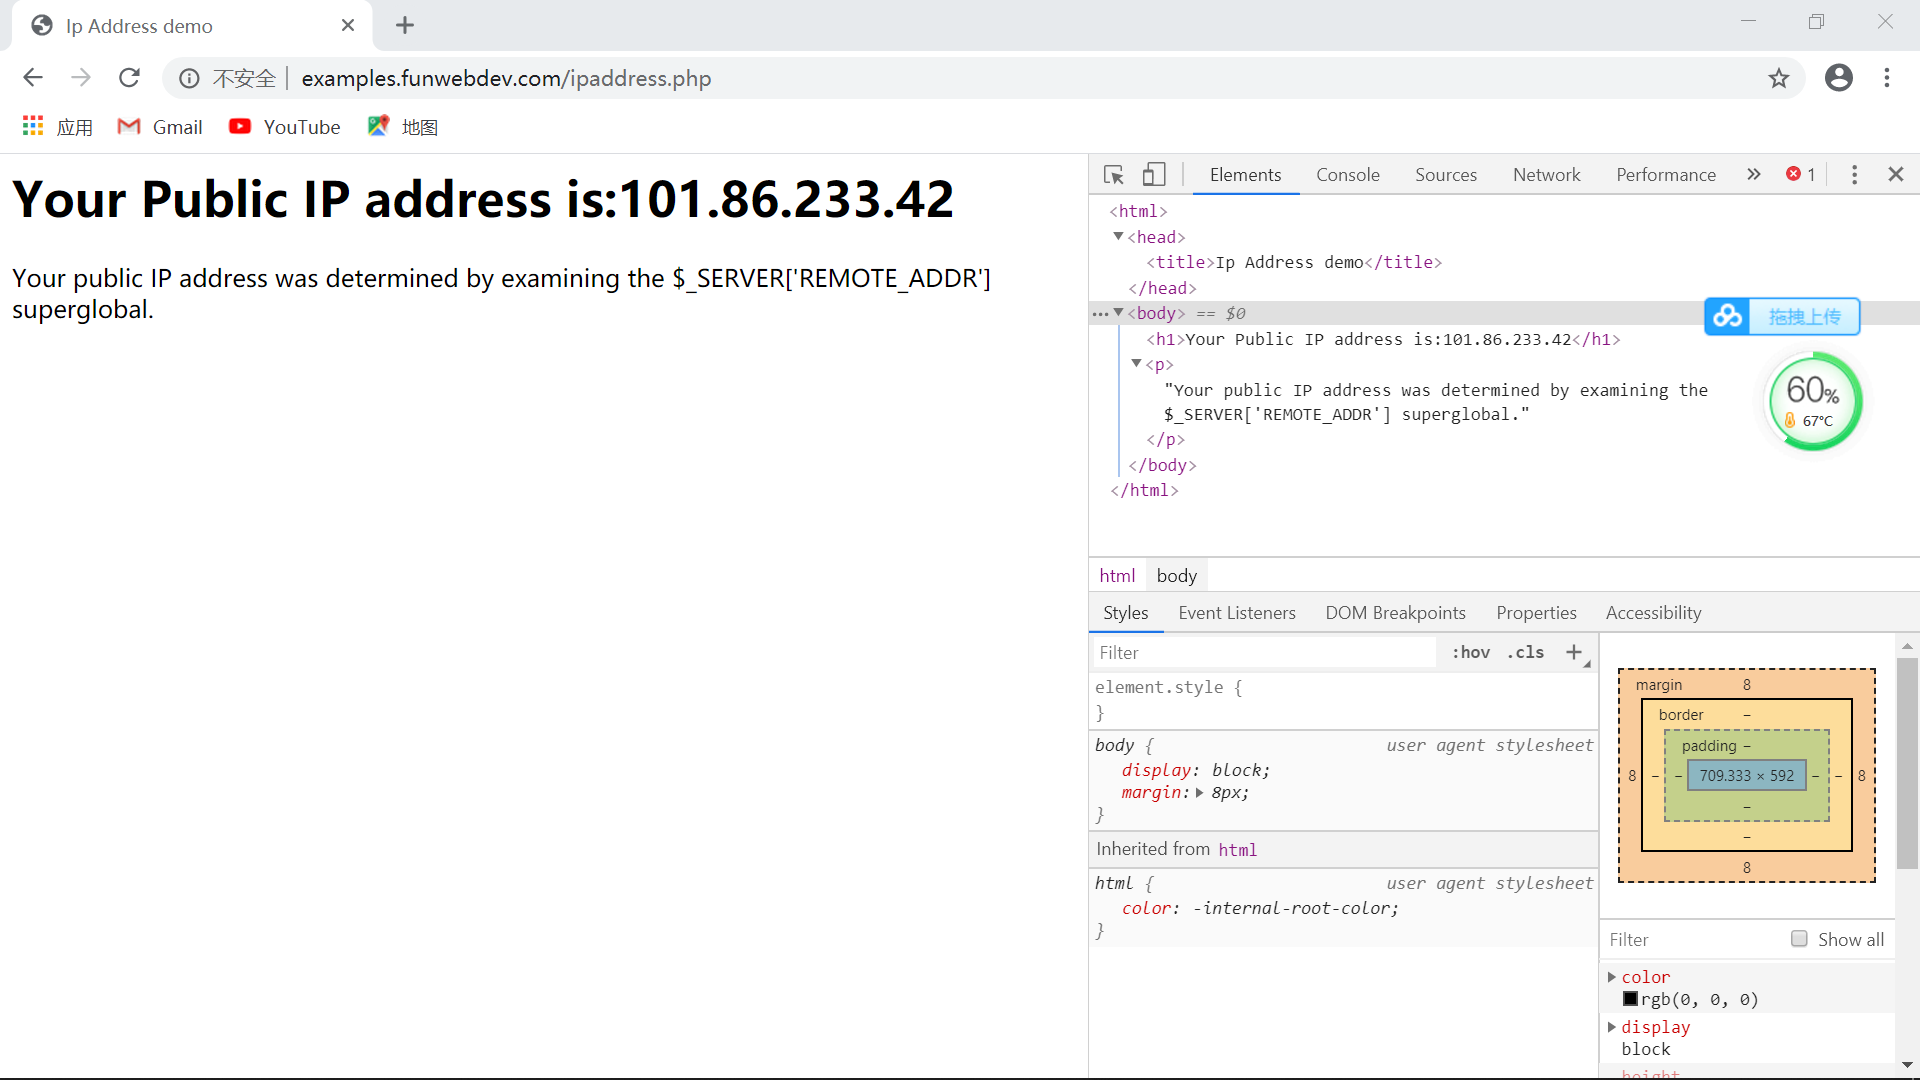 Ip Address demo
不安全 examples.funwebdev.com/ipaddress.php
应用 Gmail YouTube 地图
Your Public IP address is:101.86.233.42
Your public IP address was determined by examining the $_SERVER['REMOTE_ADDR']
superglobal.
Elements Console Sources Network Performance » 1
<html>
<head>
<title>Ip Address demo</title>
</head>
<body> == $0
<h1>Your Public IP address is:101.86.233.42</h1>
<p>
"Your public IP address was determined by examining the
$_SERVER['REMOTE_ADDR'] superglobal."
</p>
</body>
</html>
拖拽上传
60%
67°C
html body
Styles Event Listeners DOM Breakpoints Properties Accessibility
Filter :hov .cls +
element.style {
}
body { user agent stylesheet
display: block;
margin: 8px;
}
Inherited from html
html { user agent stylesheet
color: -internal-root-color;
}
margin 8
border –
padding –
8 – – 709.333 × 592 – – 8
–
–
8
Filter Show all
color
rgb(0, 0, 0)
display
block
height